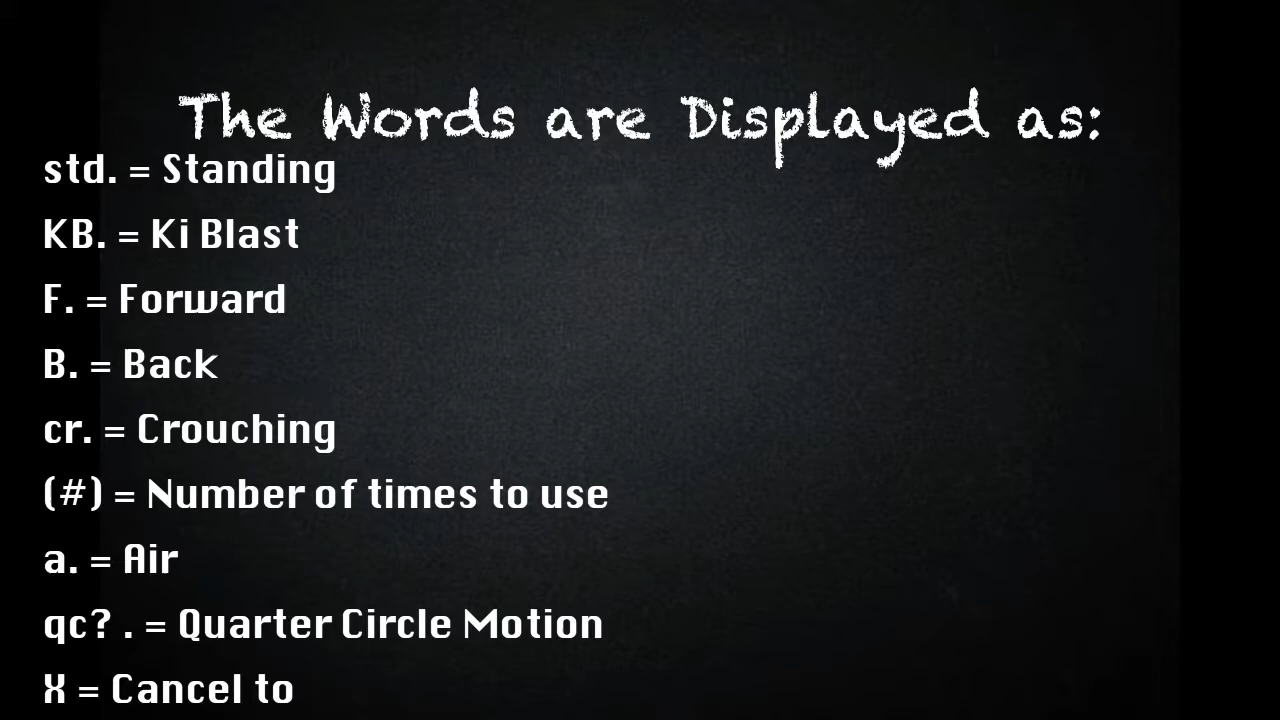 The Words are Displayed as:
std. = Standing
KB. = Ki Blast
F. = Forward
B. = Back
cr. = Crouching
(#) = Number of times to use
a. = Air
qc? . = Quarter Circle Motion
X = Cancel to